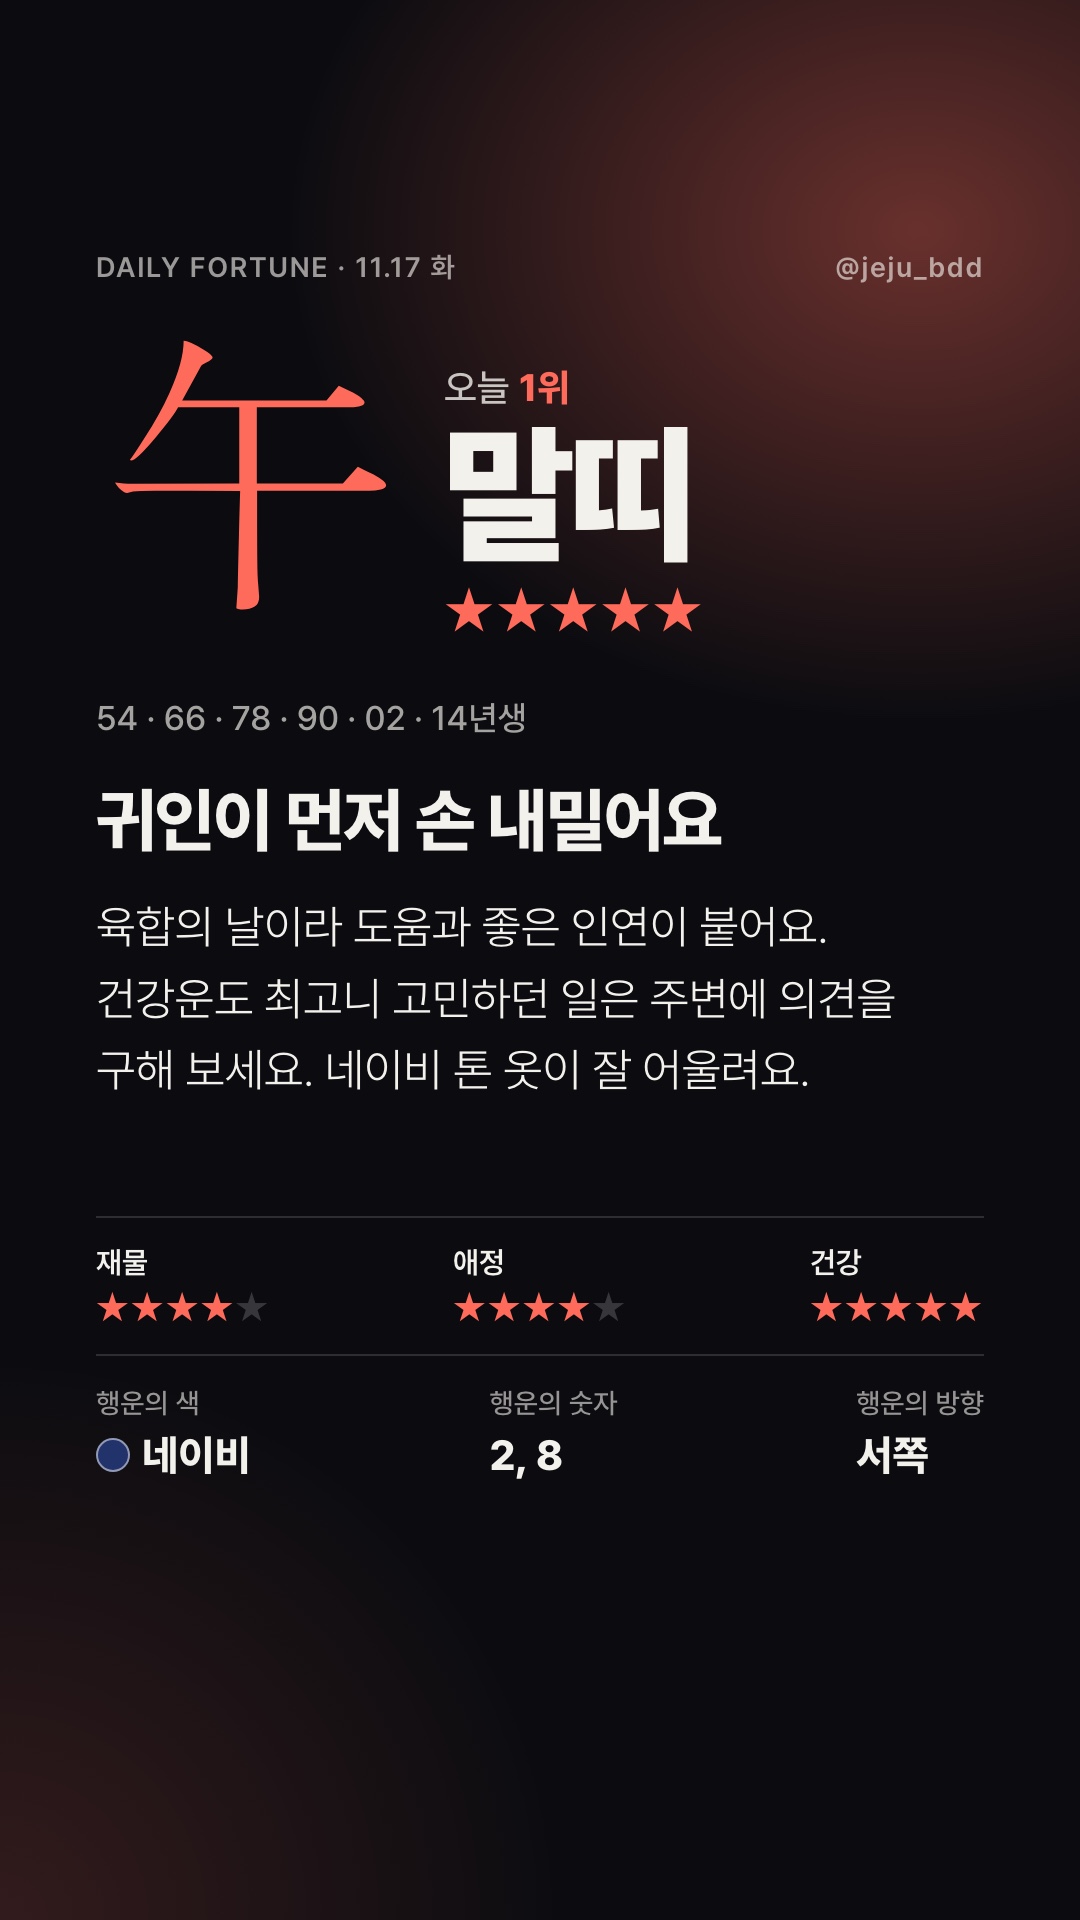 DAILY FORTUNE · 11.17 화
@jeju_bdd
午
오늘 1위
말띠
★★★★★
54 · 66 · 78 · 90 · 02 · 14년생
귀인이 먼저 손 내밀어요
육합의 날이라 도움과 좋은 인연이 붙어요.
건강운도 최고니 고민하던 일은 주변에 의견을
구해 보세요. 네이비 톤 옷이 잘 어울려요.
재물
★★★★★
애정
★★★★★
건강
★★★★★
행운의 색
네이비
행운의 숫자
2, 8
행운의 방향
서쪽